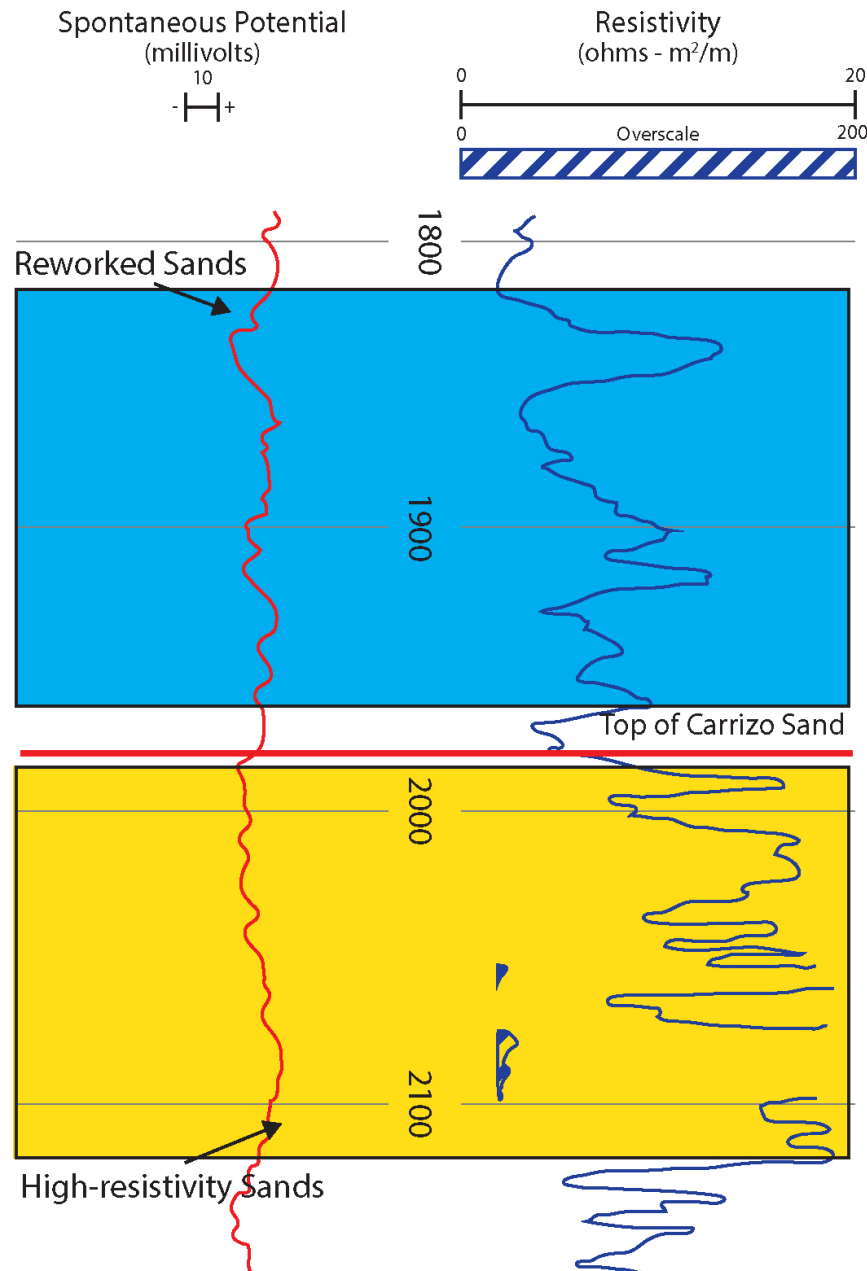 Spontaneous Potential
(millivolts)
10
- +
Resistivity
(ohms - m²/m)
0 20
0 Overscale 200
1800
Reworked Sands
1900
Top of Carrizo Sand
2000
2100
High-resistivity Sands